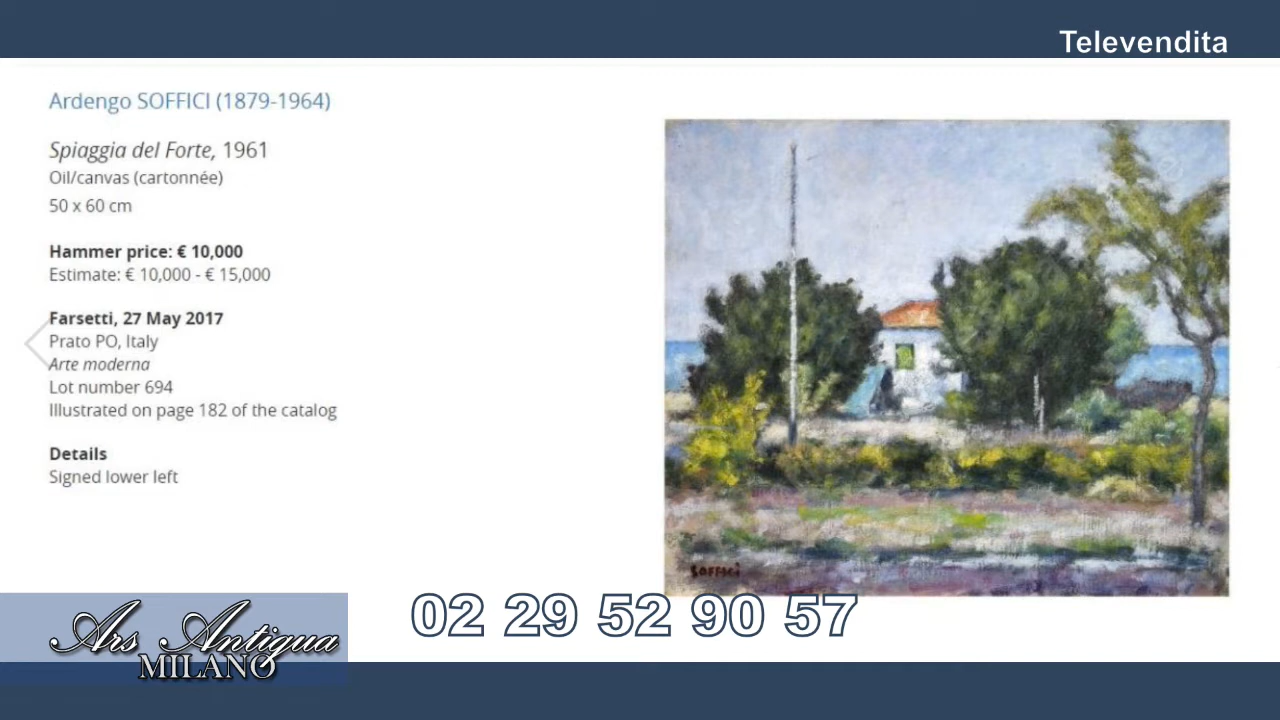 Televendita
Ardengo SOFFICI (1879-1964)
Spiaggia del Forte, 1961
Oil/canvas (cartonnée)
50 x 60 cm
Hammer price: € 10,000
Estimate: € 10,000 - € 15,000
Farsetti, 27 May 2017
Prato PO, Italy
Arte moderna
Lot number 694
Illustrated on page 182 of the catalog
Details
Signed lower left
SOFFICI
02 29 52 90 57
Ars Antiqua
MILANO